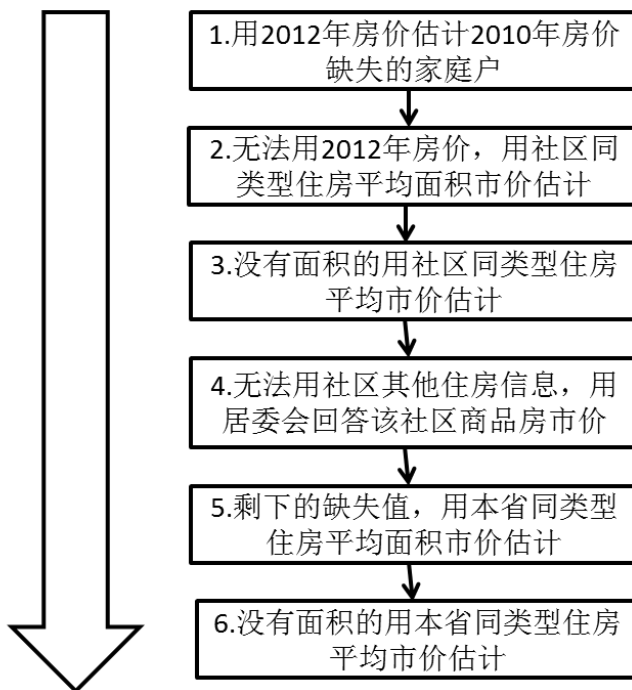 1.用2012年房价估计2010年房价
缺失的家庭户
2.无法用2012年房价，用社区同
类型住房平均面积市价估计
3.没有面积的用社区同类型住房
平均市价估计
4.无法用社区其他住房信息，用
居委会回答该社区商品房市价
5.剩下的缺失值，用本省同类型
住房平均面积市价估计
6.没有面积的用本省同类型住房
平均市价估计